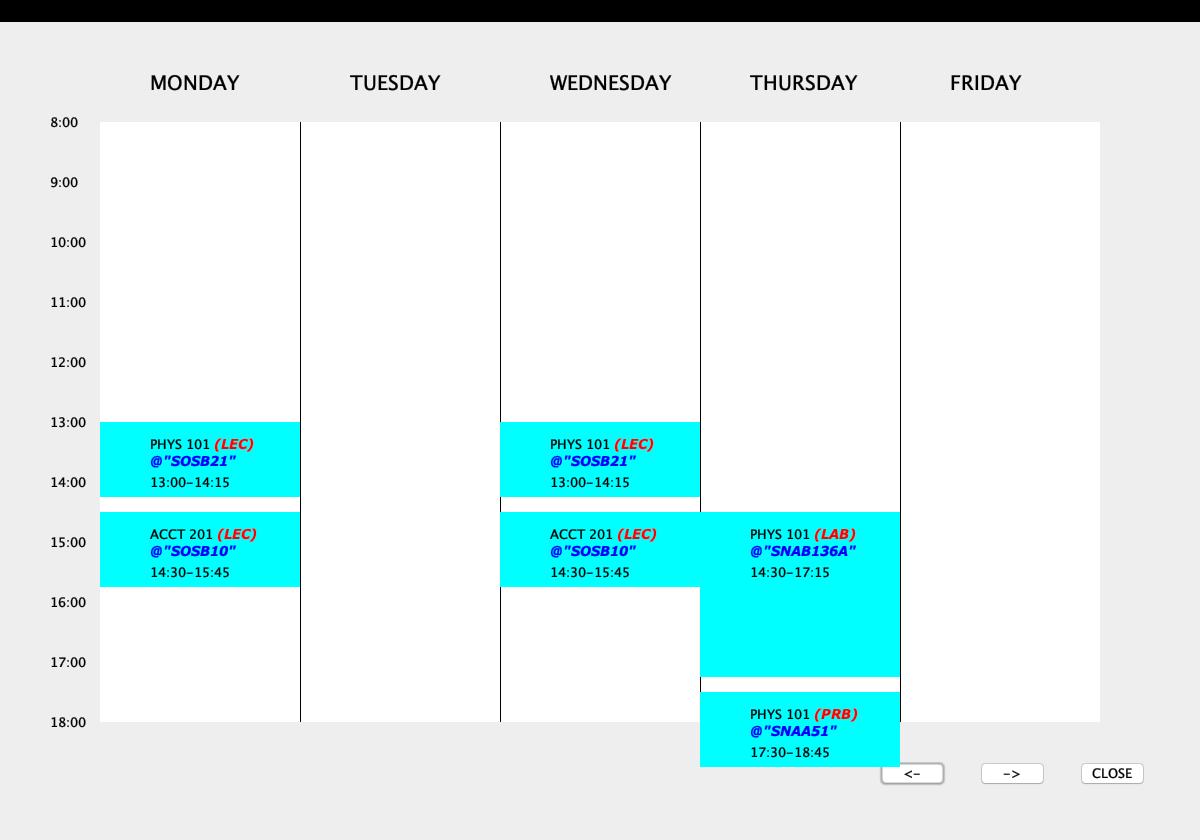 MONDAY TUESDAY WEDNESDAY THURSDAY FRIDAY
8:00
9:00
10:00
11:00
12:00
13:00
PHYS 101 (LEC) PHYS 101 (LEC)
@"SOSB21" @"SOSB21"
14:00 13:00-14:15 13:00-14:15
ACCT 201 (LEC) ACCT 201 (LEC) PHYS 101 (LAB)
15:00 @"SOSB10" @"SOSB10" @"SNAB136A"
14:30-15:45 14:30-15:45 14:30-17:15
16:00
17:00
PHYS 101 (PRB)
18:00 @"SNAA51"
17:30-18:45
<- -> CLOSE